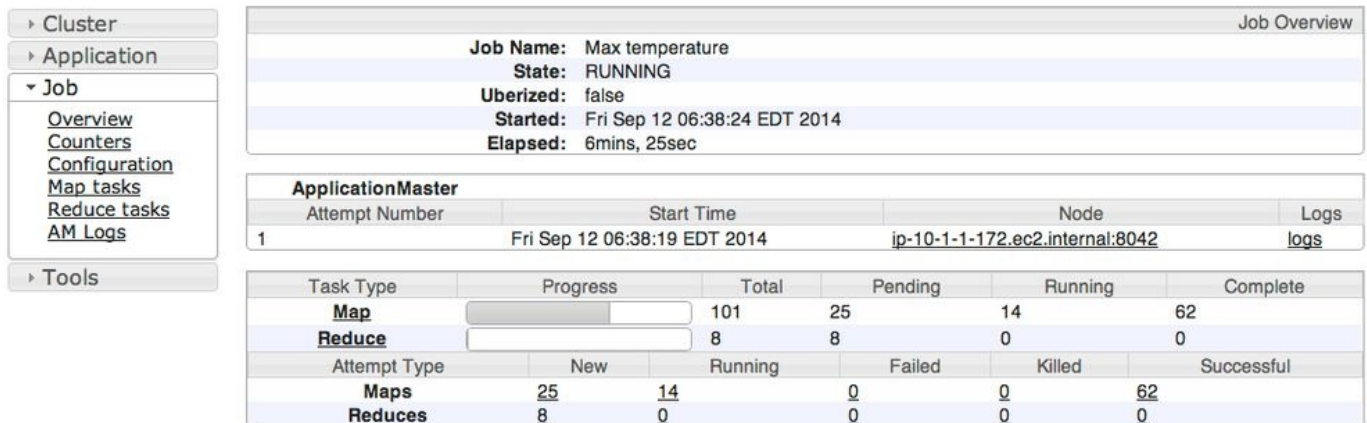 Cluster
Application
Job
Overview
Counters
Configuration
Map tasks
Reduce tasks
AM Logs
Tools
Job Overview
Job Name: Max temperature
State: RUNNING
Uberized: false
Started: Fri Sep 12 06:38:24 EDT 2014
Elapsed: 6mins, 25sec
ApplicationMaster
Attempt Number Start Time Node Logs
1 Fri Sep 12 06:38:19 EDT 2014 ip-10-1-1-172.ec2.internal:8042 logs
Task Type Progress Total Pending Running Complete
Map 101 25 14 62
Reduce 8 8 0 0
Attempt Type New Running Failed Killed Successful
Maps 25 14 0 0 62
Reduces 8 0 0 0 0